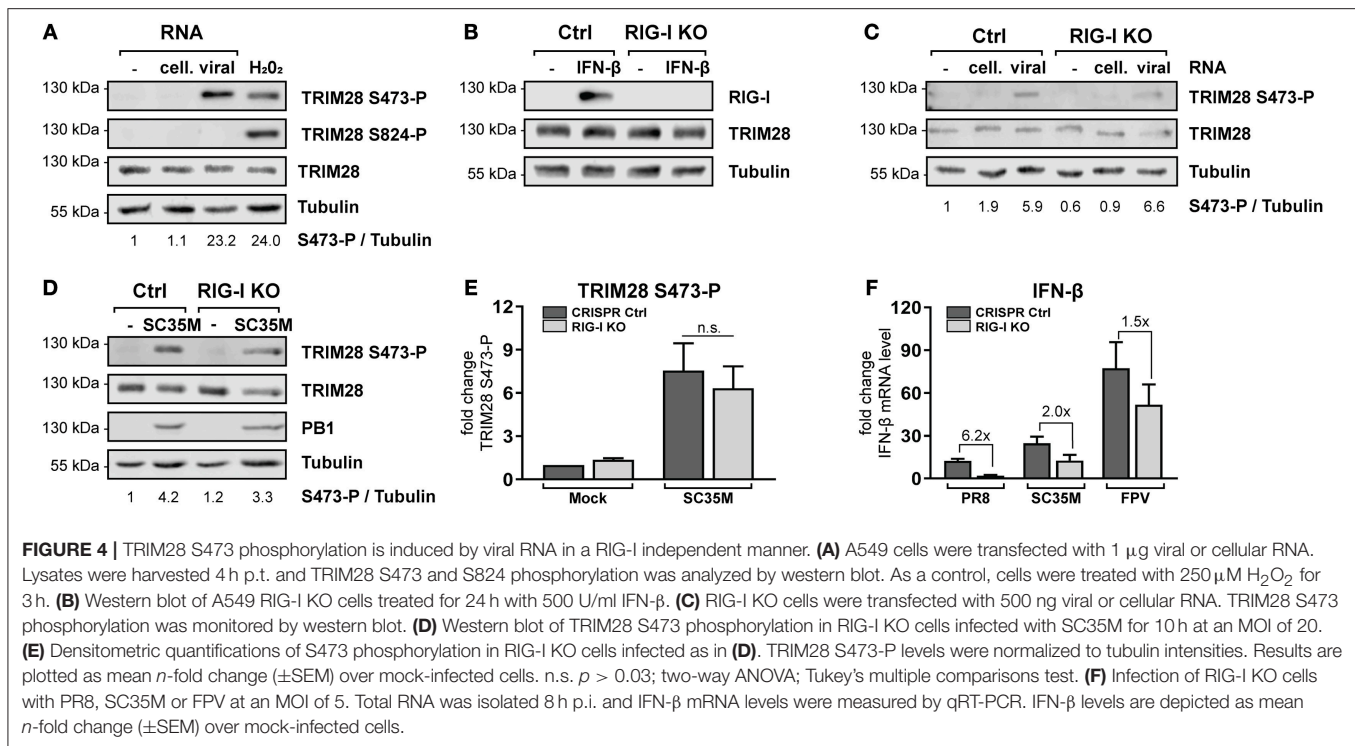 A
RNA
- cell. viral H₂O₂
130 kDa
TRIM28 S473-P
130 kDa
TRIM28 S824-P
130 kDa
TRIM28
55 kDa
Tubulin
1 1.1 23.2 24.0 S473-P / Tubulin
B
Ctrl RIG-I KO
- IFN-β - IFN-β
130 kDa
RIG-I
130 kDa
TRIM28
55 kDa
Tubulin
C
Ctrl RIG-I KO
- cell. viral - cell. viral RNA
130 kDa
TRIM28 S473-P
130 kDa
TRIM28
55 kDa
Tubulin
1 1.9 5.9 0.6 0.9 6.6 S473-P / Tubulin
D
Ctrl RIG-I KO
- SC35M - SC35M
130 kDa
TRIM28 S473-P
130 kDa
TRIM28
130 kDa
PB1
55 kDa
Tubulin
1 4.2 1.2 3.3 S473-P / Tubulin
E
TRIM28 S473-P
CRISPR Ctrl
RIG-I KO
n.s.
fold change
TRIM28 S473-P
12
9
6
3
0
Mock SC35M
F
IFN-β
CRISPR Ctrl
RIG-I KO
1.5x
2.0x
6.2x
fold change
IFN-β mRNA level
120
90
60
30
0
PR8 SC35M FPV
FIGURE 4 | TRIM28 S473 phosphorylation is induced by viral RNA in a RIG-I independent manner. (A) A549 cells were transfected with 1 μg viral or cellular RNA.
Lysates were harvested 4 h p.t. and TRIM28 S473 and S824 phosphorylation was analyzed by western blot. As a control, cells were treated with 250 μM H₂O₂ for
3 h. (B) Western blot of A549 RIG-I KO cells treated for 24 h with 500 U/ml IFN-β. (C) RIG-I KO cells were transfected with 500 ng viral or cellular RNA. TRIM28 S473
phosphorylation was monitored by western blot. (D) Western blot of TRIM28 S473 phosphorylation in RIG-I KO cells infected with SC35M for 10 h at an MOI of 20.
(E) Densitometric quantifications of S473 phosphorylation in RIG-I KO cells infected as in (D). TRIM28 S473-P levels were normalized to tubulin intensities. Results are
plotted as mean n-fold change (±SEM) over mock-infected cells. n.s. p > 0.03; two-way ANOVA; Tukey's multiple comparisons test. (F) Infection of RIG-I KO cells
with PR8, SC35M or FPV at an MOI of 5. Total RNA was isolated 8 h p.i. and IFN-β mRNA levels were measured by qRT-PCR. IFN-β levels are depicted as mean
n-fold change (±SEM) over mock-infected cells.